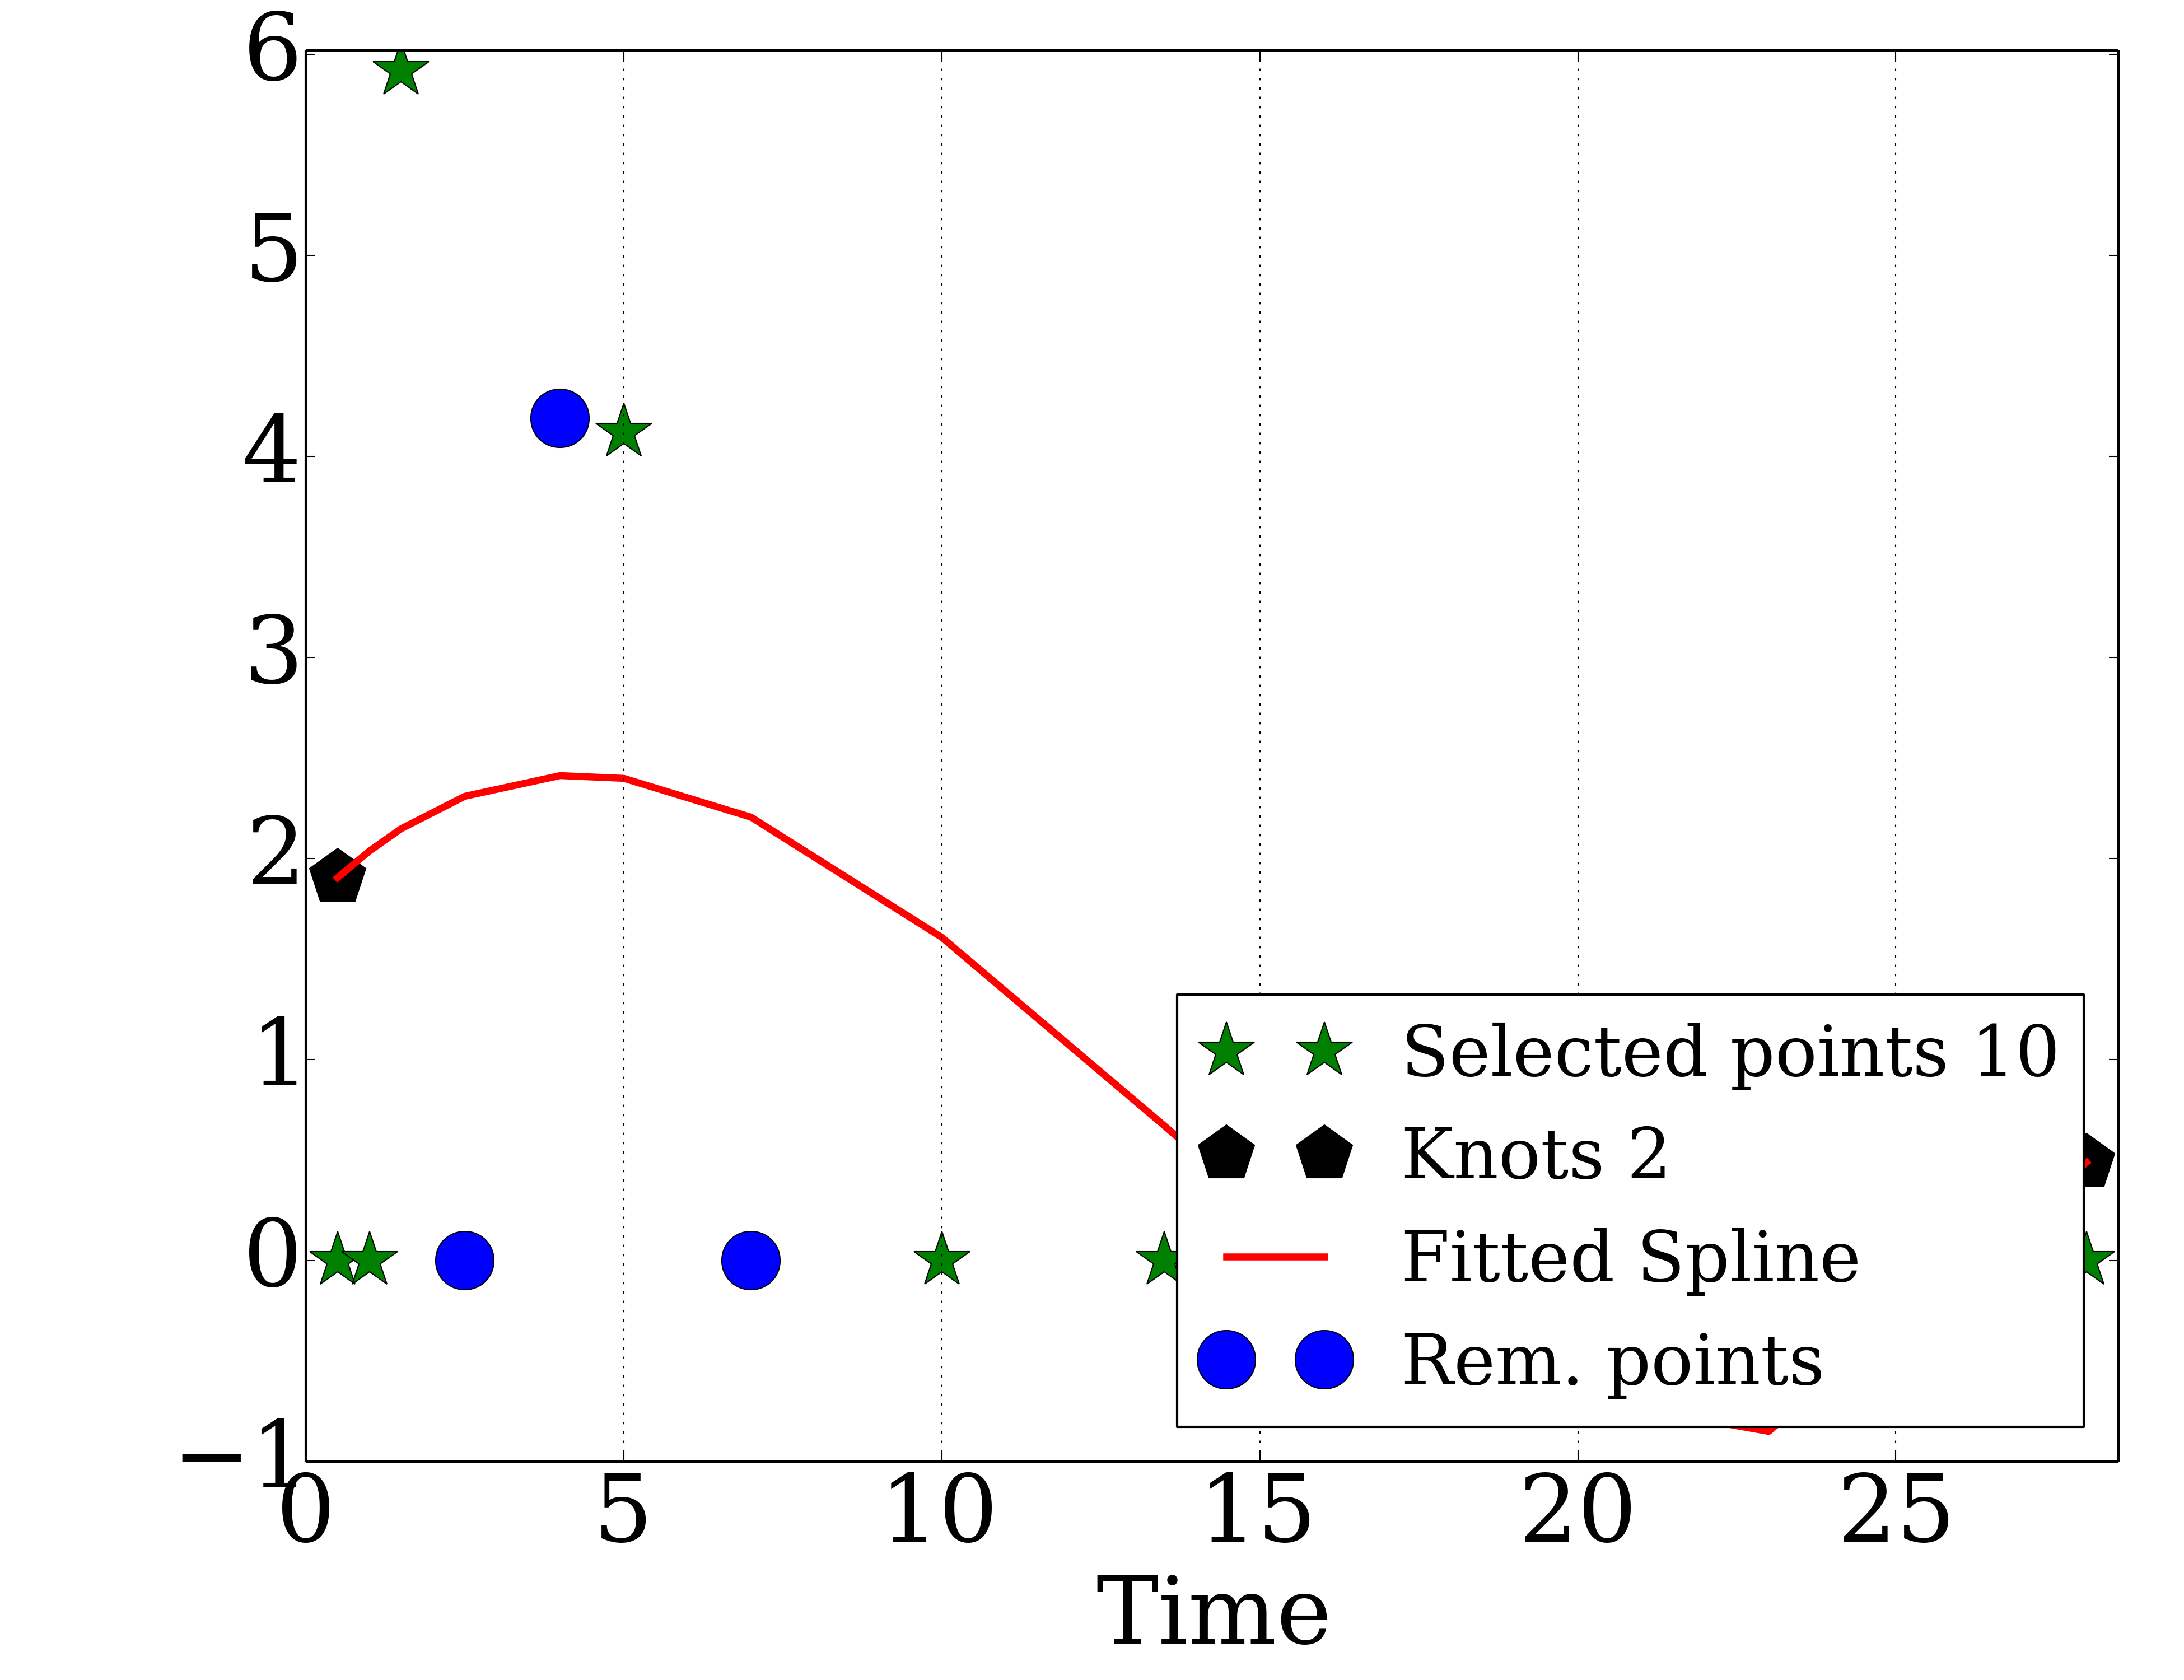 6
5
4
3
2
1
0
−1
Selected points 10
Knots 2
Fitted Spline
Rem. points
0 5 10 15 20 25
Time